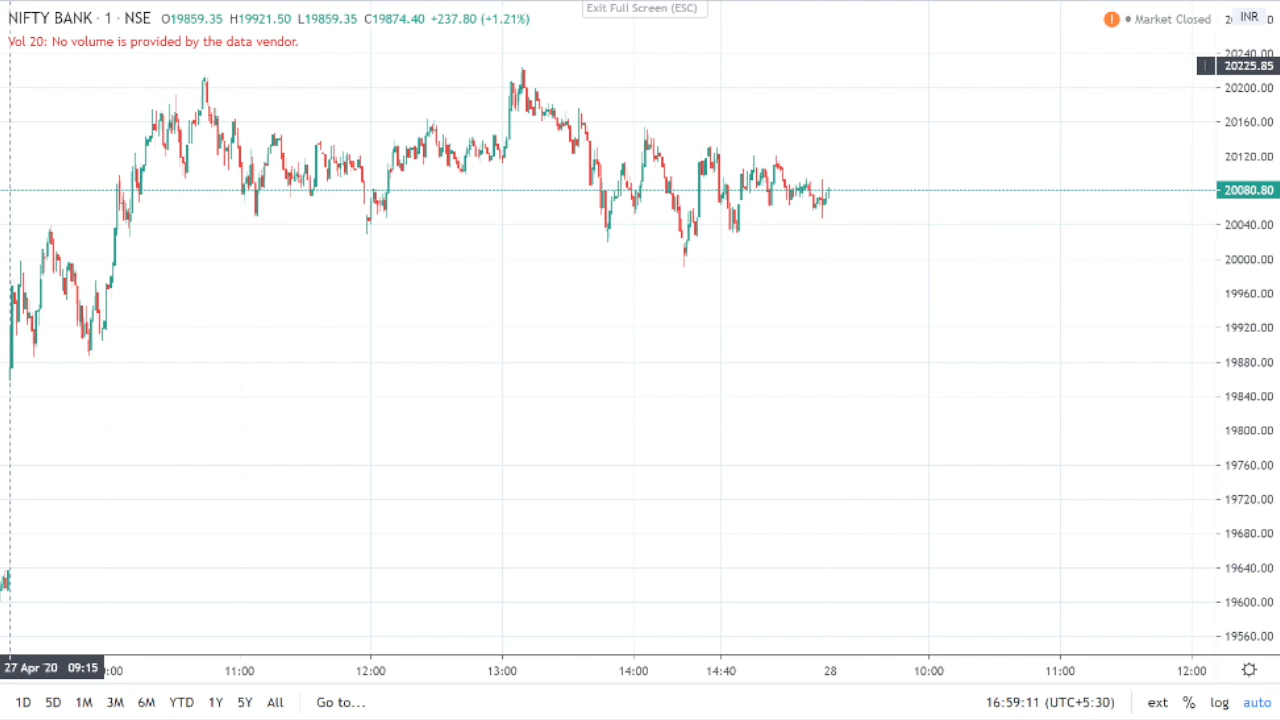 Exit Full Screen (ESC)
NIFTY BANK · 1 · NSE O19859.35 H19921.50 L19859.35 C19874.40 +237.80 (+1.21%)
Market Closed
INR
Vol 20: No volume is provided by the data vendor.
20240.00
20225.85
20200.00
20160.00
20120.00
20080.80
20040.00
20000.00
19960.00
19920.00
19880.00
19840.00
19800.00
19760.00
19720.00
19680.00
19640.00
19600.00
19560.00
27 Apr '20 09:15 :00 11:00 12:00 13:00 14:00 14:40 28 10:00 11:00 12:00
1D 5D 1M 3M 6M YTD 1Y 5Y All Go to... 16:59:11 (UTC+5:30) ext % log auto